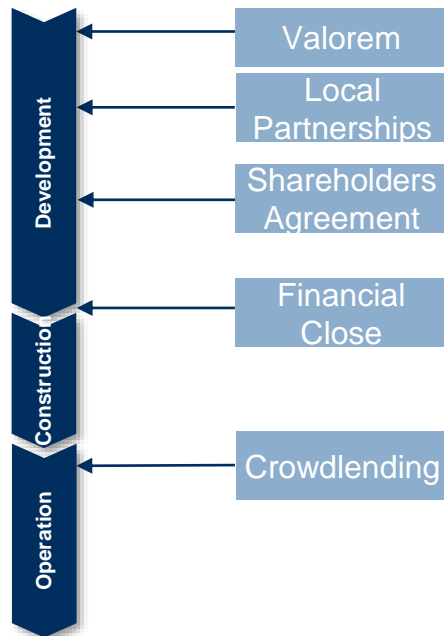 Valorem
Local
Partnerships
Shareholders
Agreement
Development
Financial
Close
Construction
Crowdlending
Operation